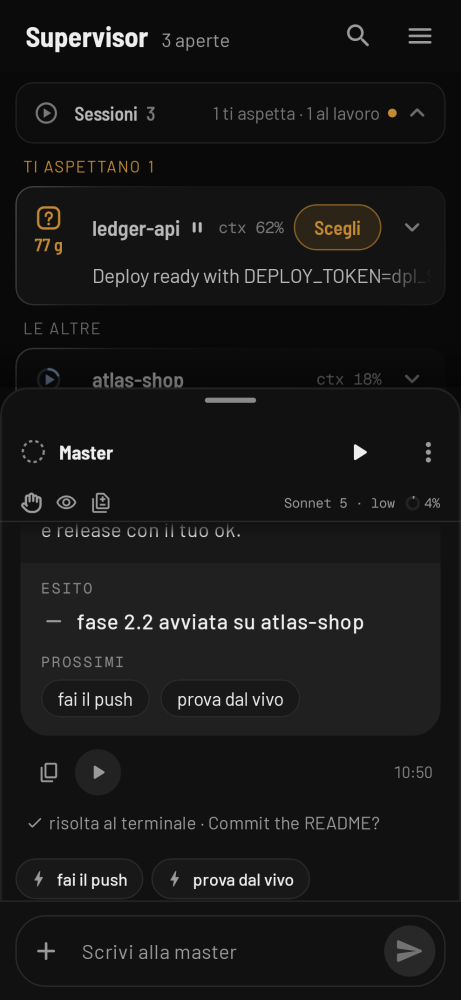 Supervisor 3 aperte
Sessioni 3 1 ti aspetta · 1 al lavoro
TI ASPETTANO 1
? ledger-api ctx 62% Scegli
77 g
Deploy ready with DEPLOY_TOKEN=dpl_
LE ALTRE
atlas-shop ctx 18%
Master
Sonnet 5 · low 4%
e release con il tuo ok.
ESITO
— fase 2.2 avviata su atlas-shop
PROSSIMI
fai il push prova dal vivo
10:50
✓ risolta al terminale · Commit the README?
fai il push prova dal vivo
+ Scrivi alla master